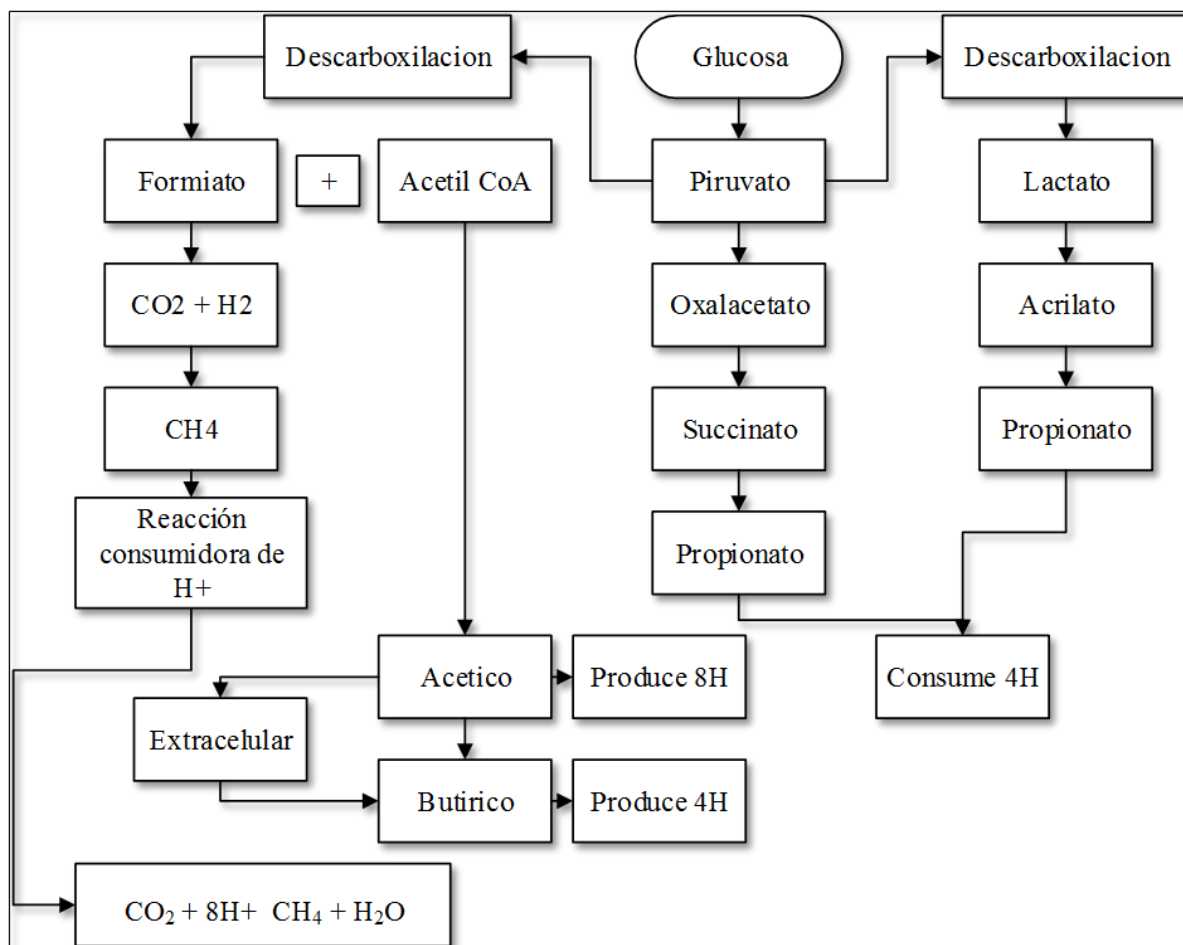 Descarboxilacion
Glucosa
Descarboxilacion
Formiato
+
Acetil CoA
Piruvato
Lactato
CO2 + H2
Oxalacetato
Acrilato
CH4
Succinato
Propionato
Reacción
consumidora de
H+
Propionato
Acetico
Produce 8H
Consume 4H
Extracelular
Butirico
Produce 4H
CO₂ + 8H+ CH₄ + H₂O